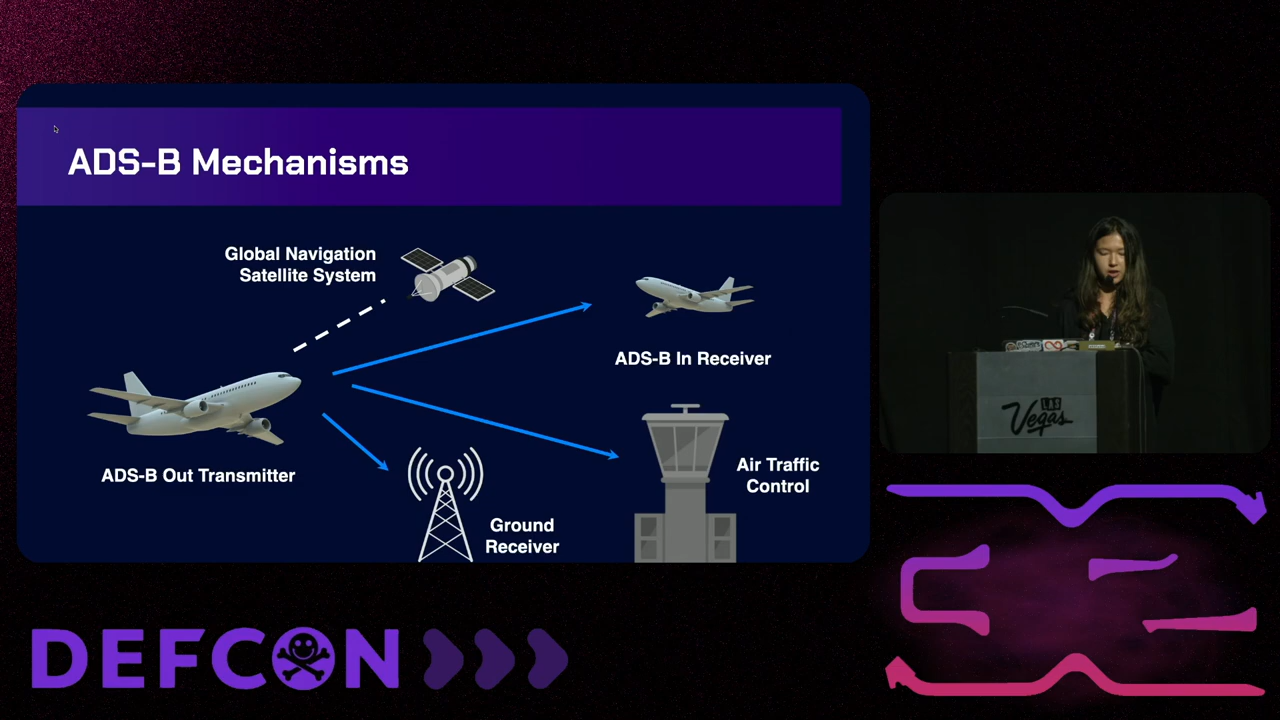 ADS-B Mechanisms
Global Navigation
Satellite System
ADS-B In Receiver
ADS-B Out Transmitter
Air Traffic
Control
Ground
Receiver
LAS
Vegas
DEFCON